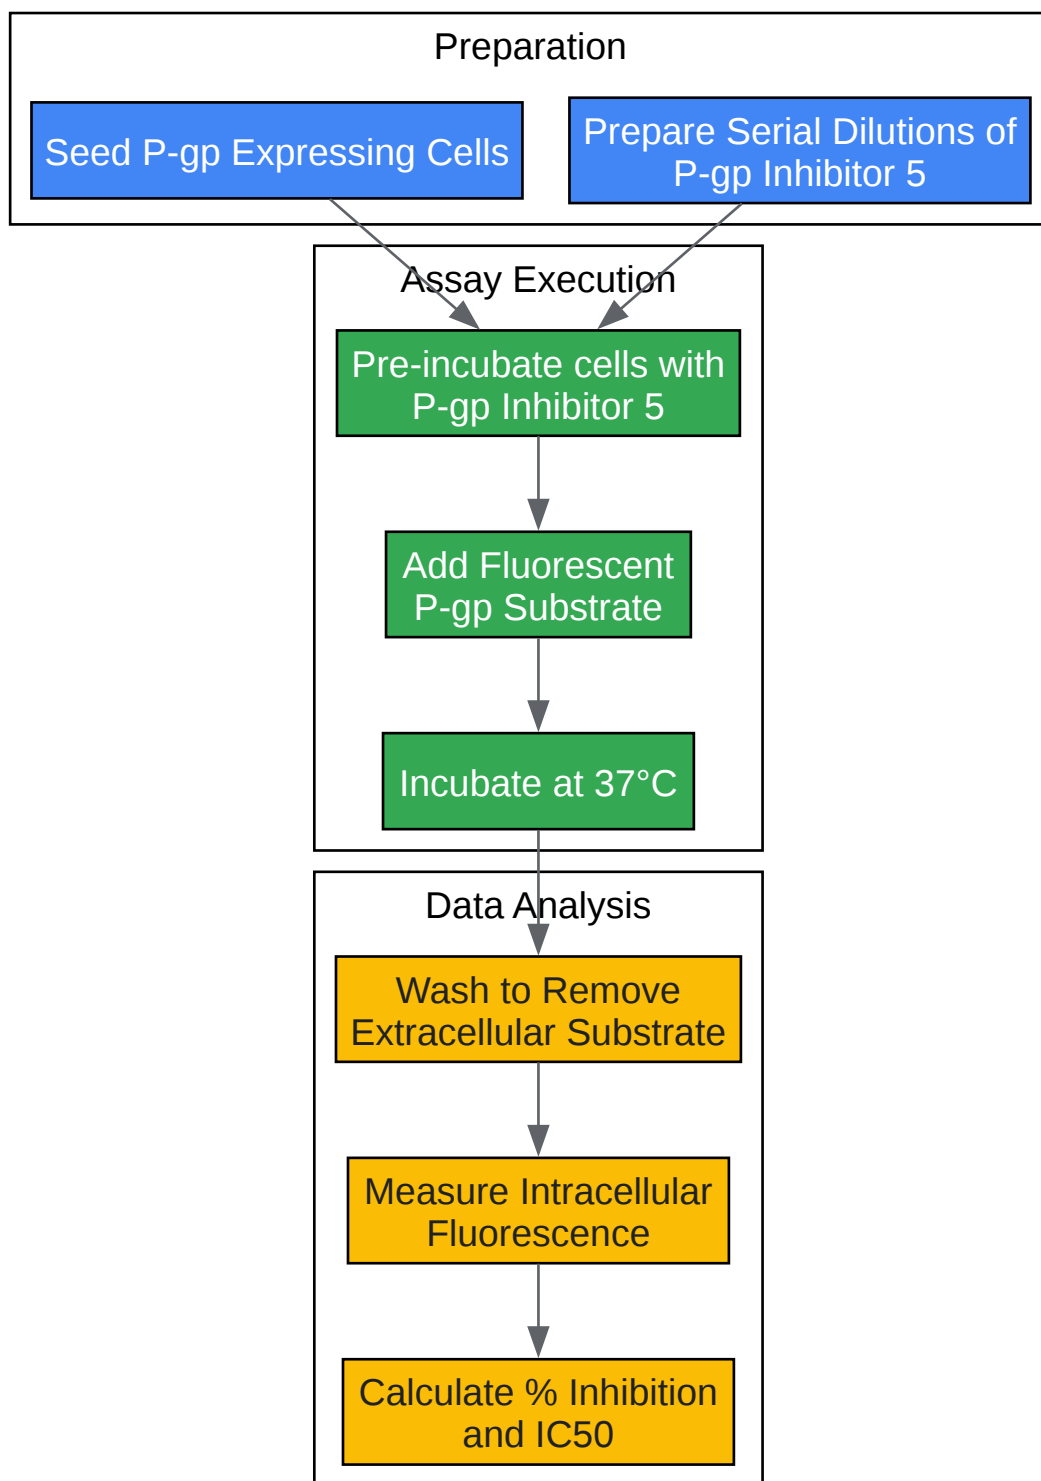 Preparation
Seed P-gp Expressing Cells
Prepare Serial Dilutions of
P-gp Inhibitor 5
Assay Execution
Pre-incubate cells with
P-gp Inhibitor 5
Add Fluorescent
P-gp Substrate
Incubate at 37°C
Data Analysis
Wash to Remove
Extracellular Substrate
Measure Intracellular
Fluorescence
Calculate % Inhibition
and IC50